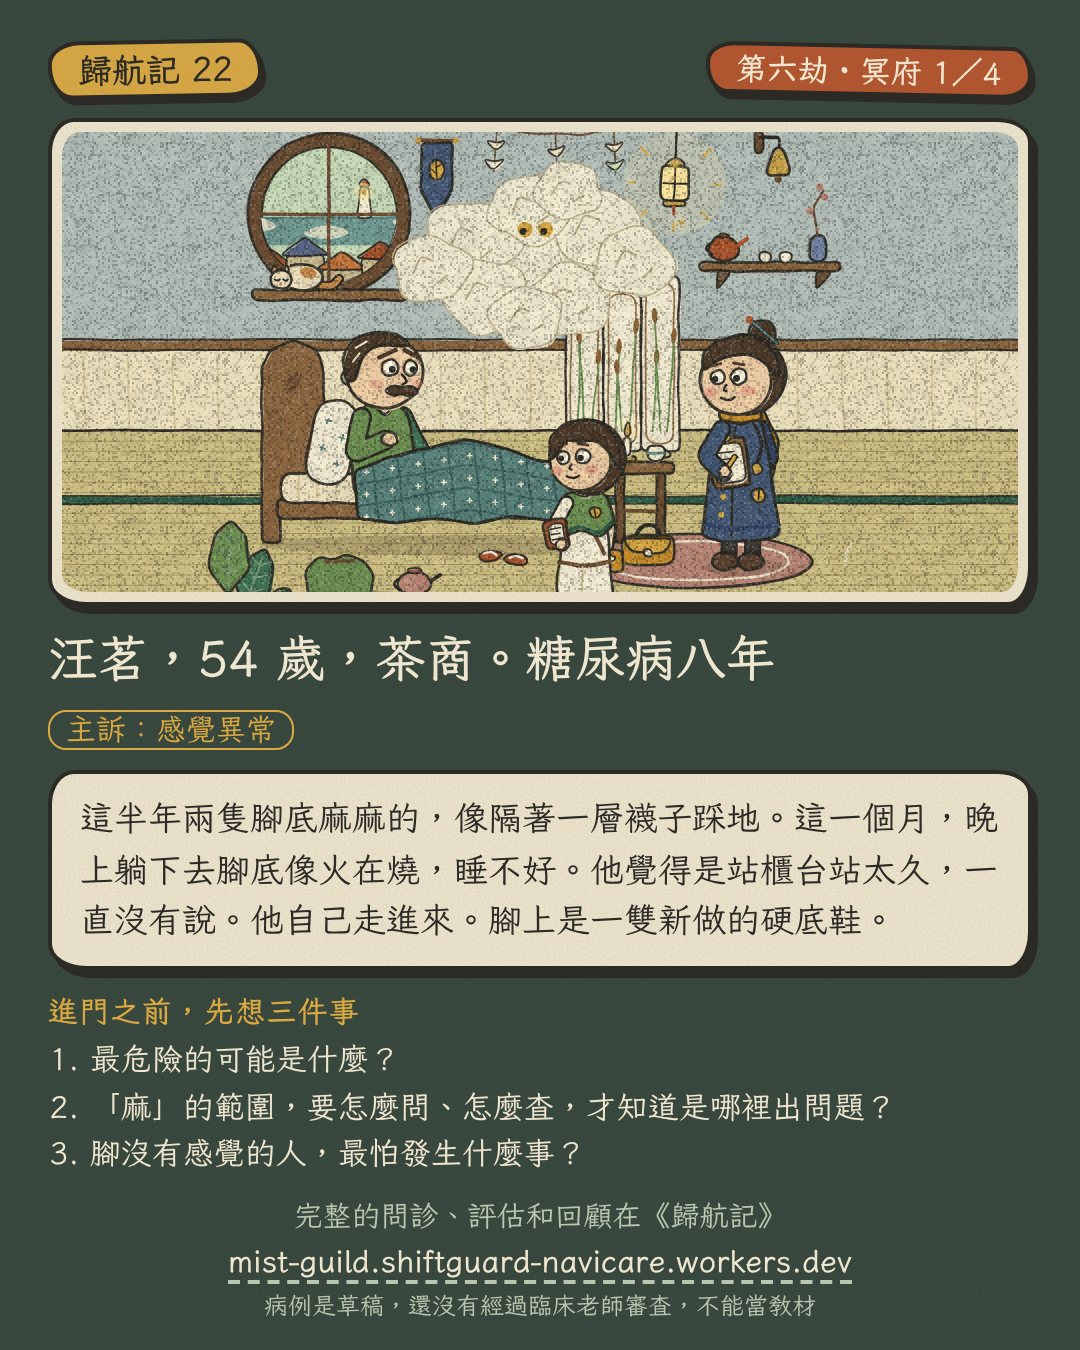 歸航記 22
第六劫・冥府 1／4
汪茗，54 歲，茶商。糖尿病八年
主訴：感覺異常
這半年兩隻腳底麻麻的，像隔著一層襪子踩地。這一個月，晚
上躺下去腳底像火在燒，睡不好。他覺得是站櫃台站太久，一
直沒有說。他自己走進來。腳上是一雙新做的硬底鞋。
進門之前，先想三件事
1. 最危險的可能是什麼？
2. 「麻」的範圍，要怎麼問、怎麼查，才知道是哪裡出問題？
3. 腳沒有感覺的人，最怕發生什麼事？
完整的問診、評估和回顧在《歸航記》
mist-guild.shiftguard-navicare.workers.dev
病例是草稿，還沒有經過臨床老師審查，不能當教材